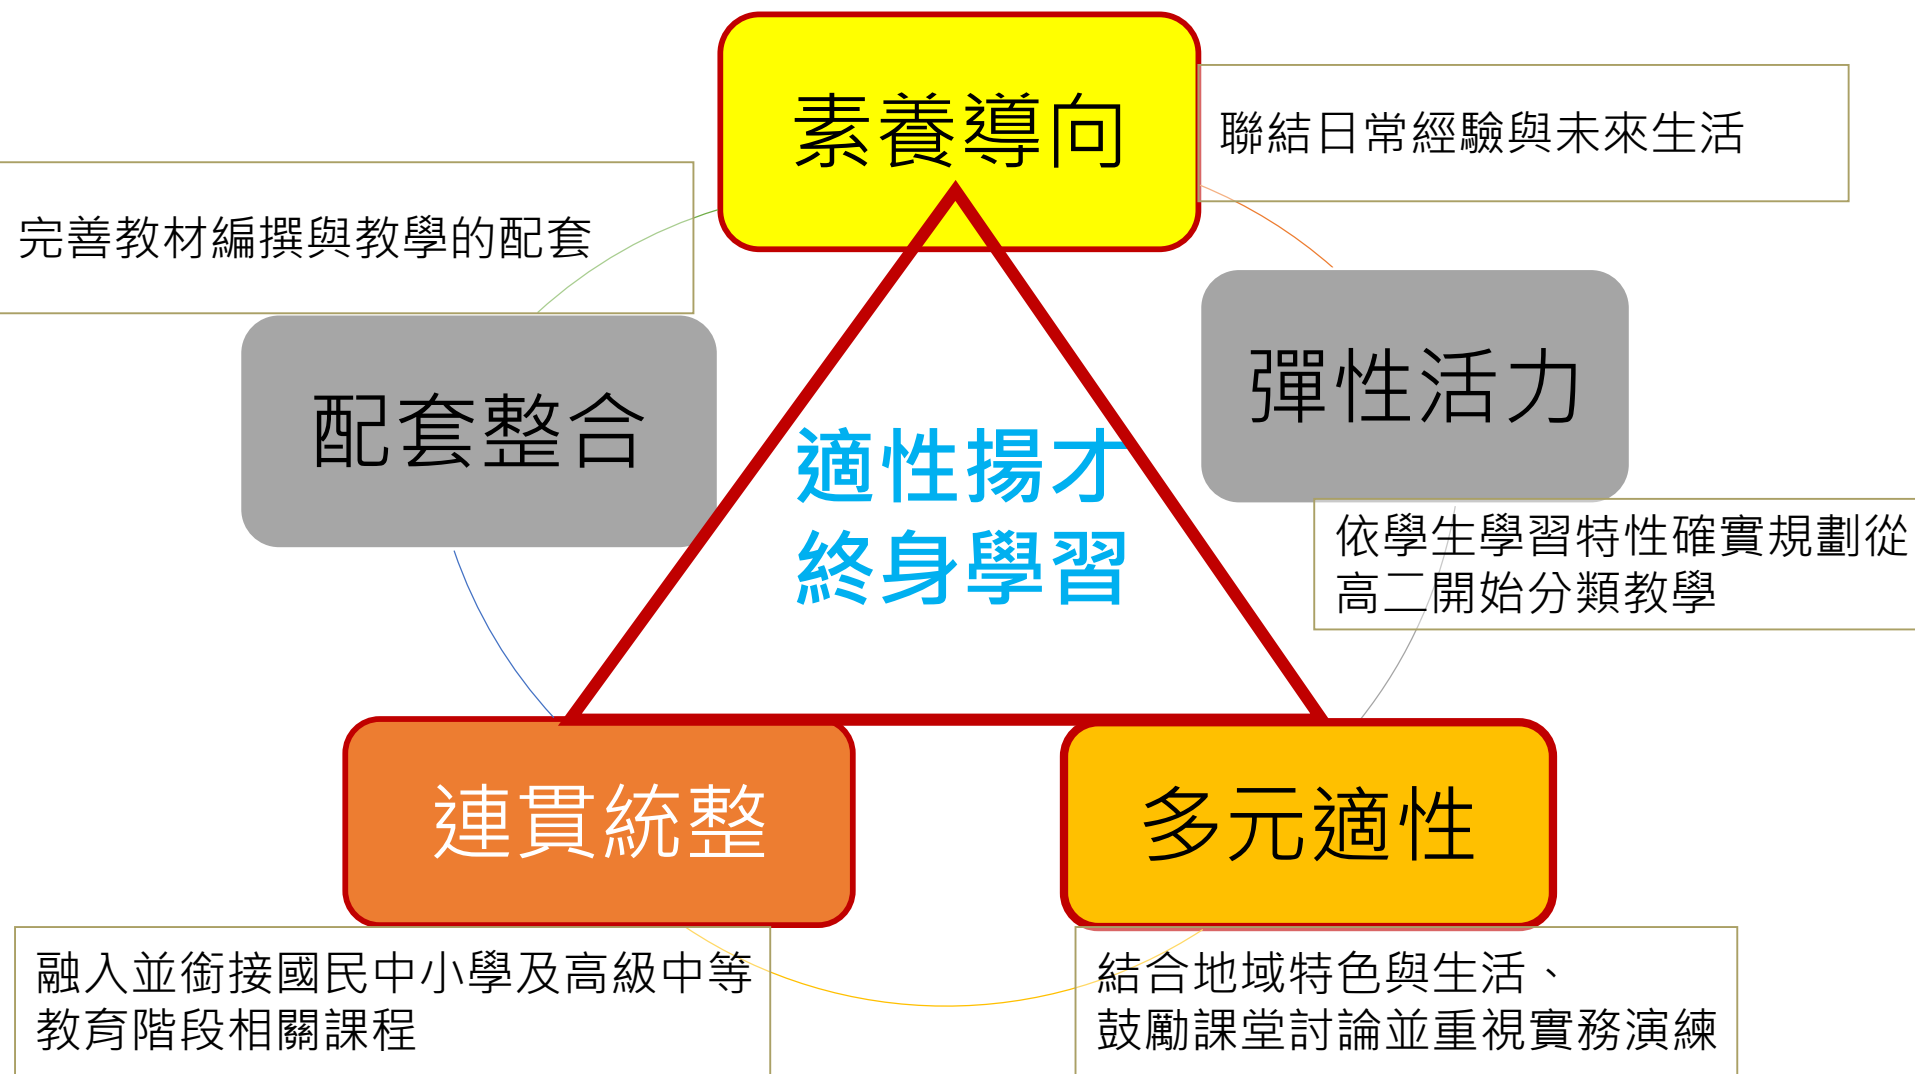 素養導向
聯結日常經驗與未來生活
完善教材編撰與教學的配套
彈性活力
配套整合
適性揚才
終身學習
依學生學習特性確實規劃從
高二開始分類教學
連貫統整
多元適性
融入並銜接國民中小學及高級中等
教育階段相關課程
結合地域特色與生活、
鼓勵課堂討論並重視實務演練